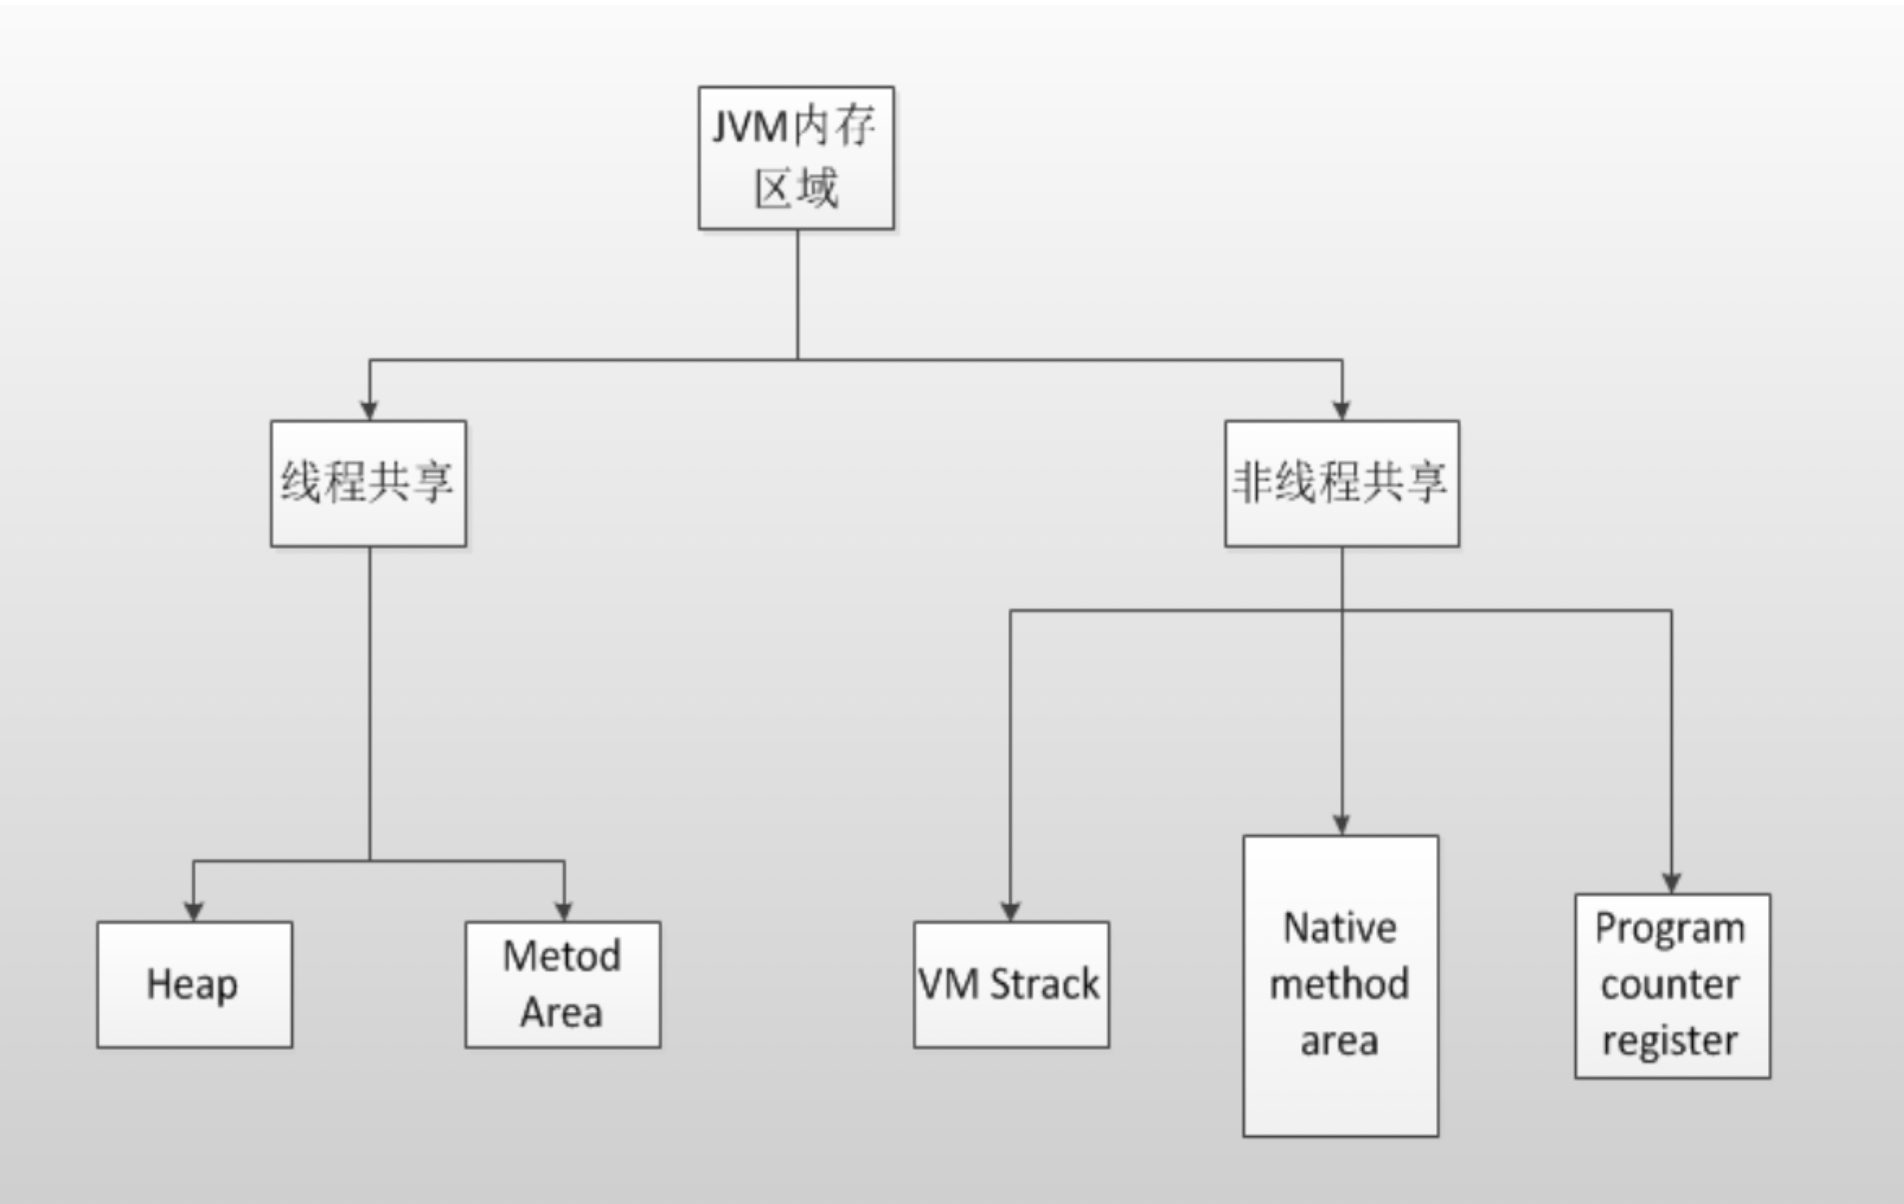 JVM内存
区域
线程共享
非线程共享
Heap
Metod
Area
VM Strack
Native
method
area
Program
counter
register